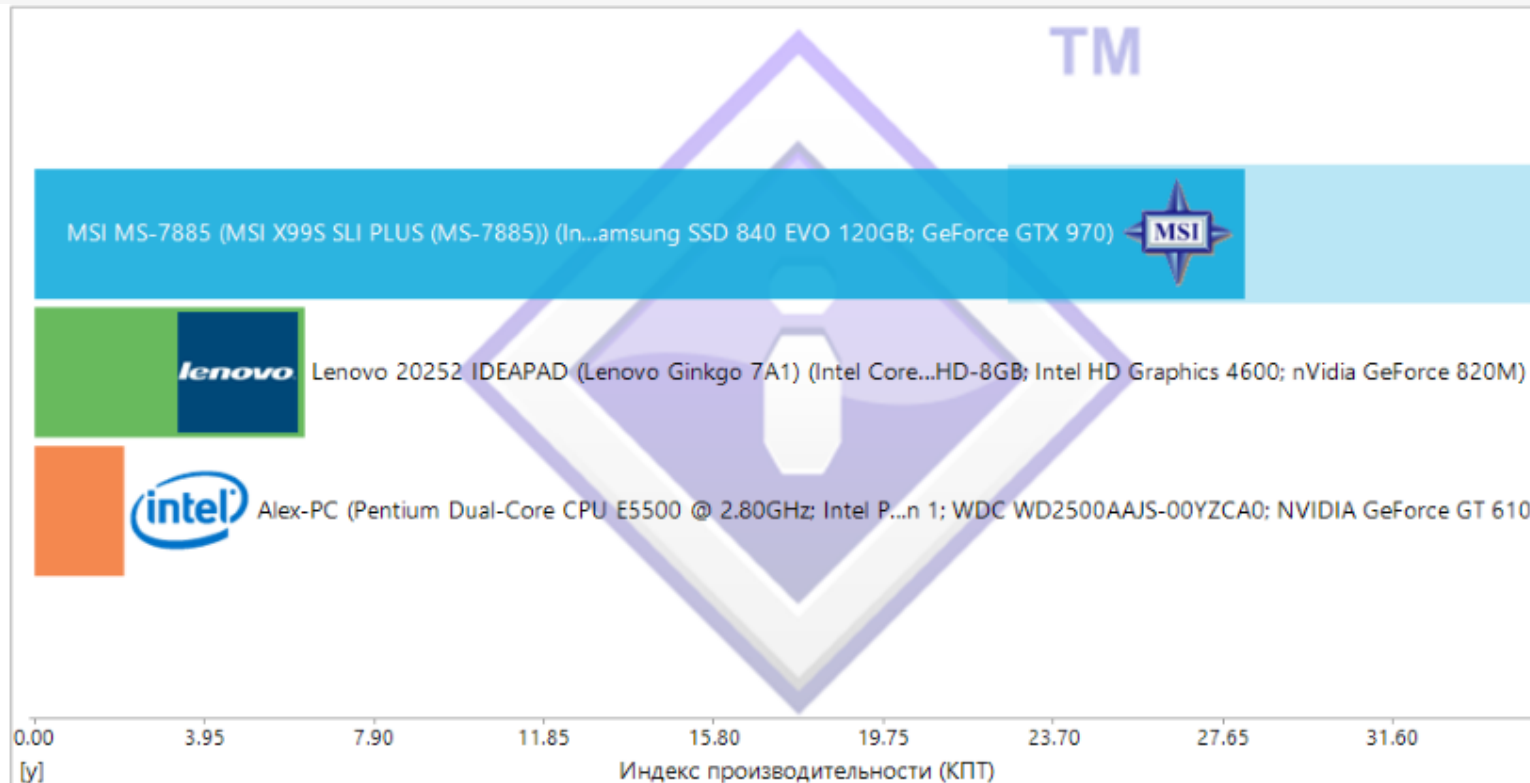 TM
MSI MS-7885 (MSI X99S SLI PLUS (MS-7885)) (In...amsung SSD 840 EVO 120GB; GeForce GTX 970)
MSI
lenovo
Lenovo 20252 IDEAPAD (Lenovo Ginkgo 7A1) (Intel Core...HD-8GB; Intel HD Graphics 4600; nVidia GeForce 820M)
intel
Alex-PC (Pentium Dual-Core CPU E5500 @ 2.80GHz; Intel P...n 1; WDC WD2500AAJS-00YZCA0; NVIDIA GeForce GT 610
0.00 3.95 7.90 11.85 15.80 19.75 23.70 27.65 31.60
[y] Индекс производительности (КПТ)